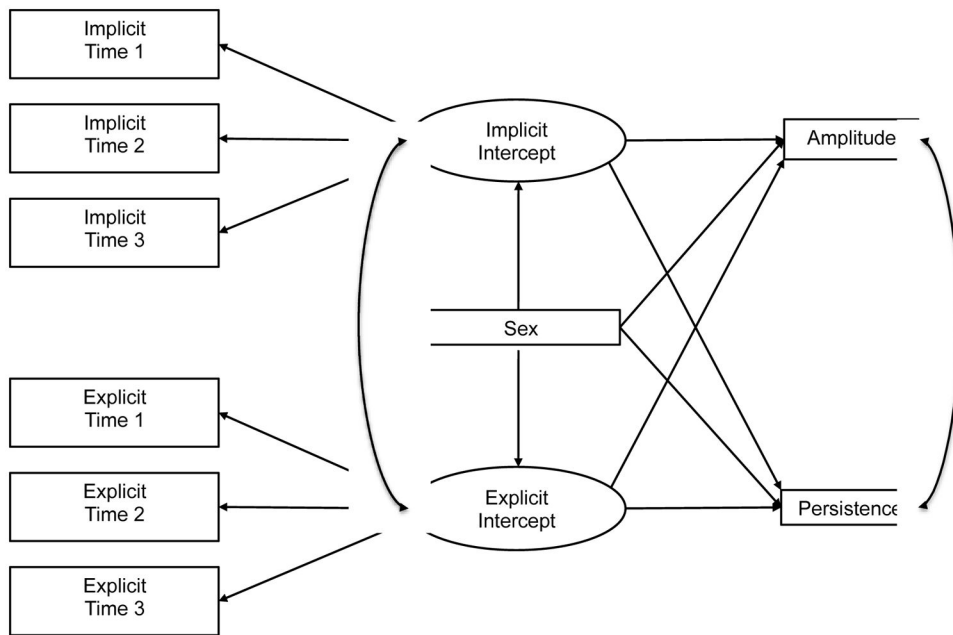 Implicit
Time 1
Implicit
Time 2
Implicit
Time 3
Implicit
Intercept
Amplitude
Sex
Explicit
Time 1
Explicit
Time 2
Explicit
Time 3
Explicit
Intercept
Persistence